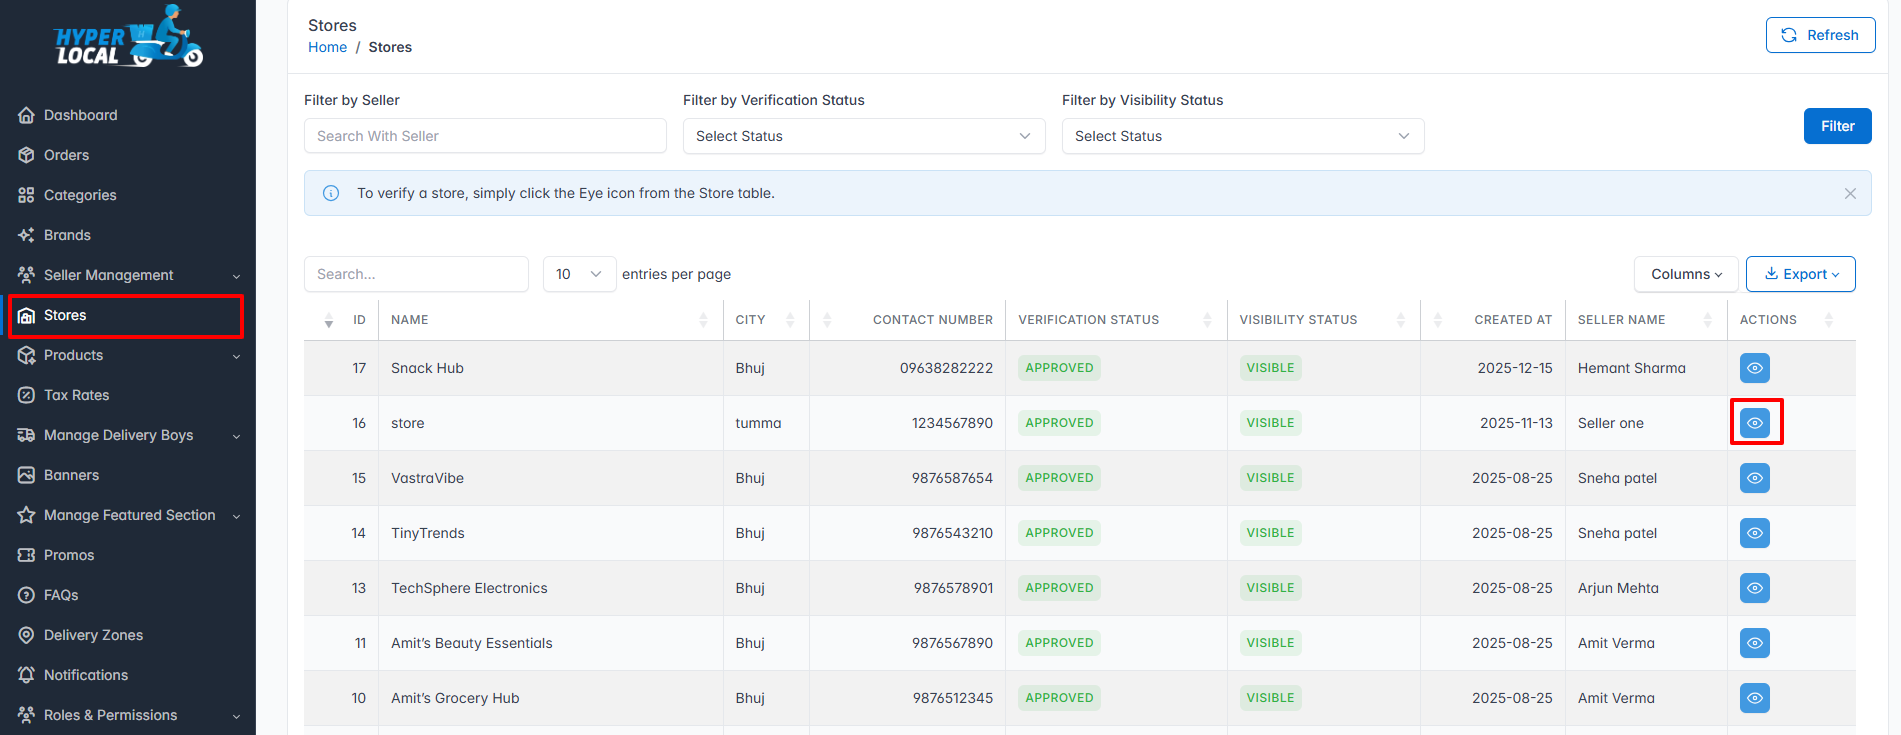 HYPER
LOCAL
Dashboard
Orders
Categories
Brands
Seller Management
Stores
Products
Tax Rates
Manage Delivery Boys
Banners
Manage Featured Section
Promos
FAQs
Delivery Zones
Notifications
Roles & Permissions
Stores
Home / Stores
Refresh
Filter by Seller Filter by Verification Status Filter by Visibility Status
Search With Seller Select Status Select Status
Filter
To verify a store, simply click the Eye icon from the Store table.
Search... 10 entries per page Columns Export
ID NAME CITY CONTACT NUMBER VERIFICATION STATUS VISIBILITY STATUS CREATED AT SELLER NAME ACTIONS
17 Snack Hub Bhuj 09638282222 APPROVED VISIBLE 2025-12-15 Hemant Sharma
16 store tumma 1234567890 APPROVED VISIBLE 2025-11-13 Seller one
15 VastraVibe Bhuj 9876587654 APPROVED VISIBLE 2025-08-25 Sneha patel
14 TinyTrends Bhuj 9876543210 APPROVED VISIBLE 2025-08-25 Sneha patel
13 TechSphere Electronics Bhuj 9876578901 APPROVED VISIBLE 2025-08-25 Arjun Mehta
11 Amit's Beauty Essentials Bhuj 9876567890 APPROVED VISIBLE 2025-08-25 Amit Verma
10 Amit's Grocery Hub Bhuj 9876512345 APPROVED VISIBLE 2025-08-25 Amit Verma